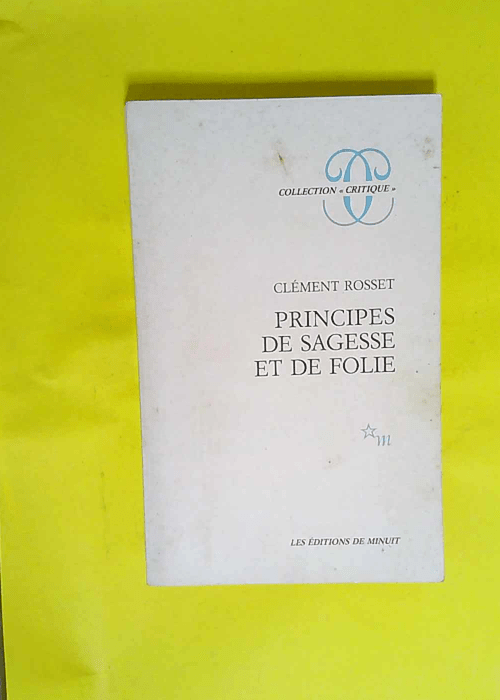 COLLECTION « CRITIQUE »
CLÉMENT ROSSET
PRINCIPES
DE SAGESSE
ET DE FOLIE
m
LES ÉDITIONS DE MINUIT